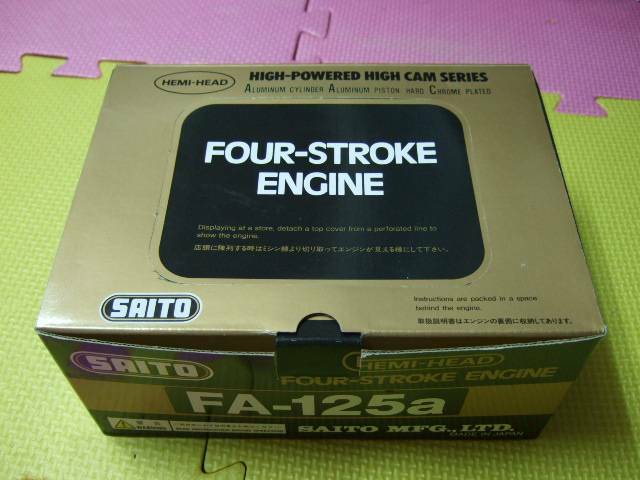 HEMI-HEAD
HIGH-POWERED HIGH CAM SERIES
ALUMINUM CYLINDER ALUMINUM PISTON: HARD CHROME PLATED
FOUR-STROKE
ENGINE
Displaying at a store, detach a top cover from a perforated line to
show the engine.
店頭に陳列する時はミシン線より切り取ってエンジンが見える様にして下さい。
SAITO
Instructions are packed in a space
behind the engine.
取扱説明書はエンジンの裏面に収納してあります。
SAITO
HEMI-HEAD
FOUR-STROKE ENGINE
FA-125a
警告
WARNING
SAITO MFG., LTD.
MADE IN JAPAN